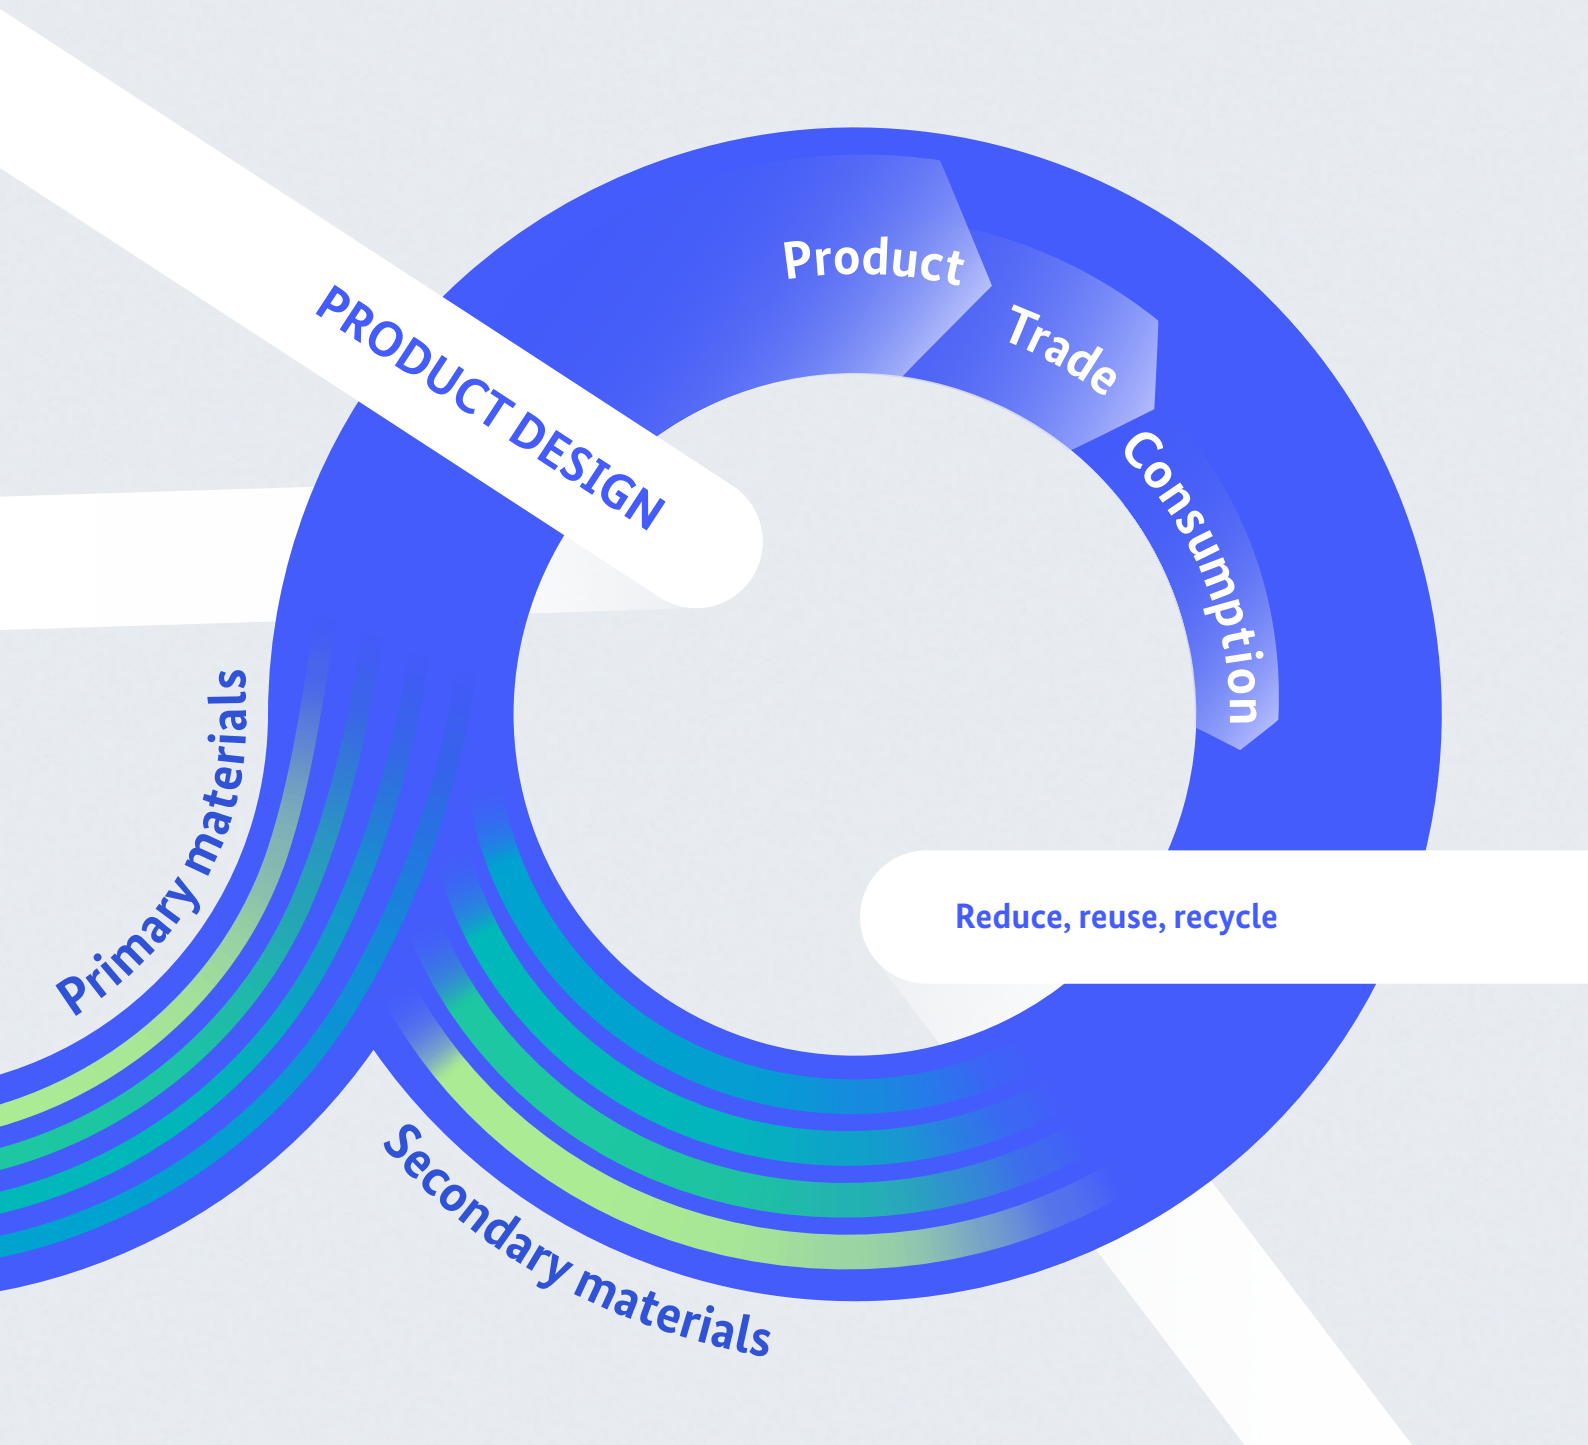 PRODUCT DESIGN
Product
Trade
Consumption
Primary materials
Reduce, reuse, recycle
Secondary materials